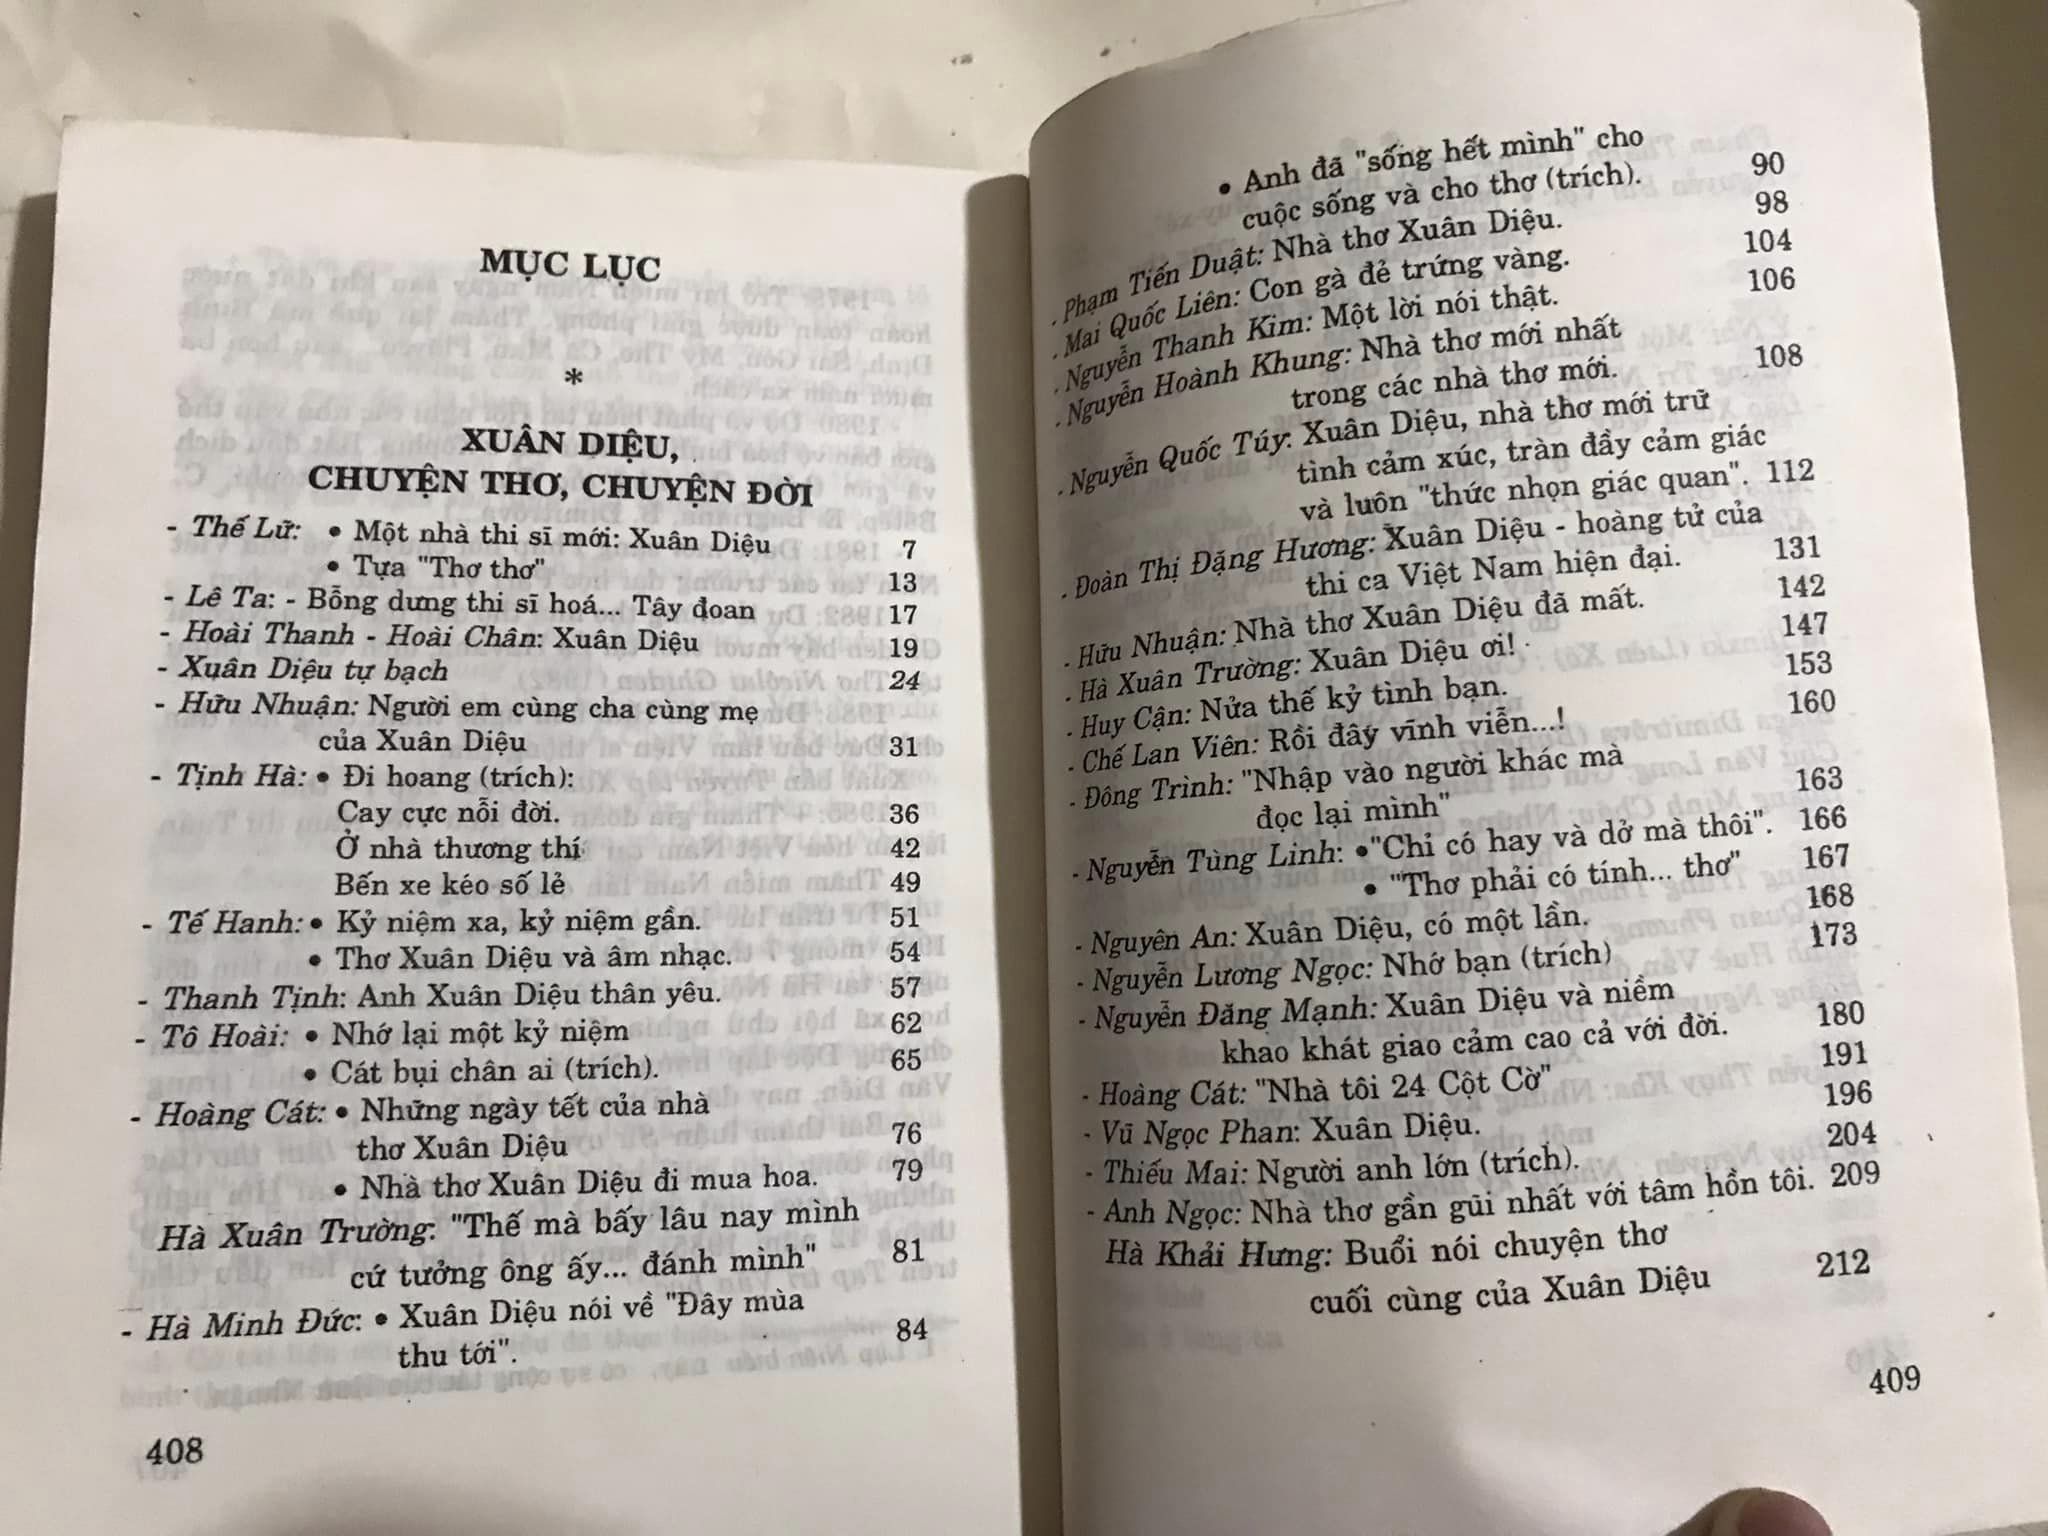 MỤC LỤC
*
XUÂN DIỆU,
CHUYỆN THƠ, CHUYỆN ĐỜI
- Thế Lữ: • Một nhà thi sĩ mới: Xuân Diệu 7
• Tựa "Thơ thơ" 13
- Lê Ta: - Bỗng dưng thi sĩ hoá... Tây đoan 17
- Hoài Thanh - Hoài Chân: Xuân Diệu 19
- Xuân Diệu tự bạch 24
- Hữu Nhuận: Người em cùng cha cùng mẹ
của Xuân Diệu 31
- Tịnh Hà: • Đi hoang (trích):
Cay cực nỗi đời. 36
Ở nhà thương thí 42
Bến xe kéo số lẻ 49
- Tế Hanh: • Kỷ niệm xa, kỷ niệm gần. 51
• Thơ Xuân Diệu và âm nhạc. 54
- Thanh Tịnh: Anh Xuân Diệu thân yêu. 57
- Tô Hoài: • Nhớ lại một kỷ niệm 62
• Cát bụi chân ai (trích). 65
- Hoàng Cát: • Những ngày tết của nhà
thơ Xuân Diệu 76
• Nhà thơ Xuân Diệu đi mua hoa. 79
Hà Xuân Trường: "Thế mà bấy lâu nay mình
cứ tưởng ông ấy... đánh mình" 81
- Hà Minh Đức: • Xuân Diệu nói về "Đây mùa
thu tới". 84
408
• Anh đã "sống hết mình" cho
cuộc sống và cho thơ (trích). 90
- Phạm Tiến Duật: Nhà thơ Xuân Diệu. 98
- Mai Quốc Liên: Con gà đẻ trứng vàng. 104
- Nguyễn Thanh Kim: Một lời nói thật. 106
- Nguyễn Hoành Khung: Nhà thơ mới nhất
trong các nhà thơ mới. 108
- Nguyễn Quốc Túy: Xuân Diệu, nhà thơ mới trữ
tình cảm xúc, tràn đầy cảm giác
và luôn "thức nhọn giác quan". 112
- Đoàn Thị Đặng Hương: Xuân Diệu - hoàng tử của
thi ca Việt Nam hiện đại. 131
- Hữu Nhuận: Nhà thơ Xuân Diệu đã mất. 142
- Hà Xuân Trường: Xuân Diệu ơi! 147
- Huy Cận: Nửa thế kỷ tình bạn. 153
- Chế Lan Viên: Rồi đây vĩnh viễn...! 160
- Đông Trình: "Nhập vào người khác mà
đọc lại mình" 163
- Nguyễn Tùng Linh: •"Chỉ có hay và dở mà thôi". 166
• "Thơ phải có tính... thơ" 167
- Nguyên An: Xuân Diệu, có một lần. 168
- Nguyễn Lương Ngọc: Nhớ bạn (trích) 173
- Nguyễn Đăng Mạnh: Xuân Diệu và niềm
khao khát giao cảm cao cả với đời. 180
- Hoàng Cát: "Nhà tôi 24 Cột Cờ" 191
- Vũ Ngọc Phan: Xuân Diệu. 196
- Thiếu Mai: Người anh lớn (trích). 204
- Anh Ngọc: Nhà thơ gần gũi nhất với tâm hồn tôi. 209
Hà Khải Hưng: Buổi nói chuyện thơ
cuối cùng của Xuân Diệu 212
409